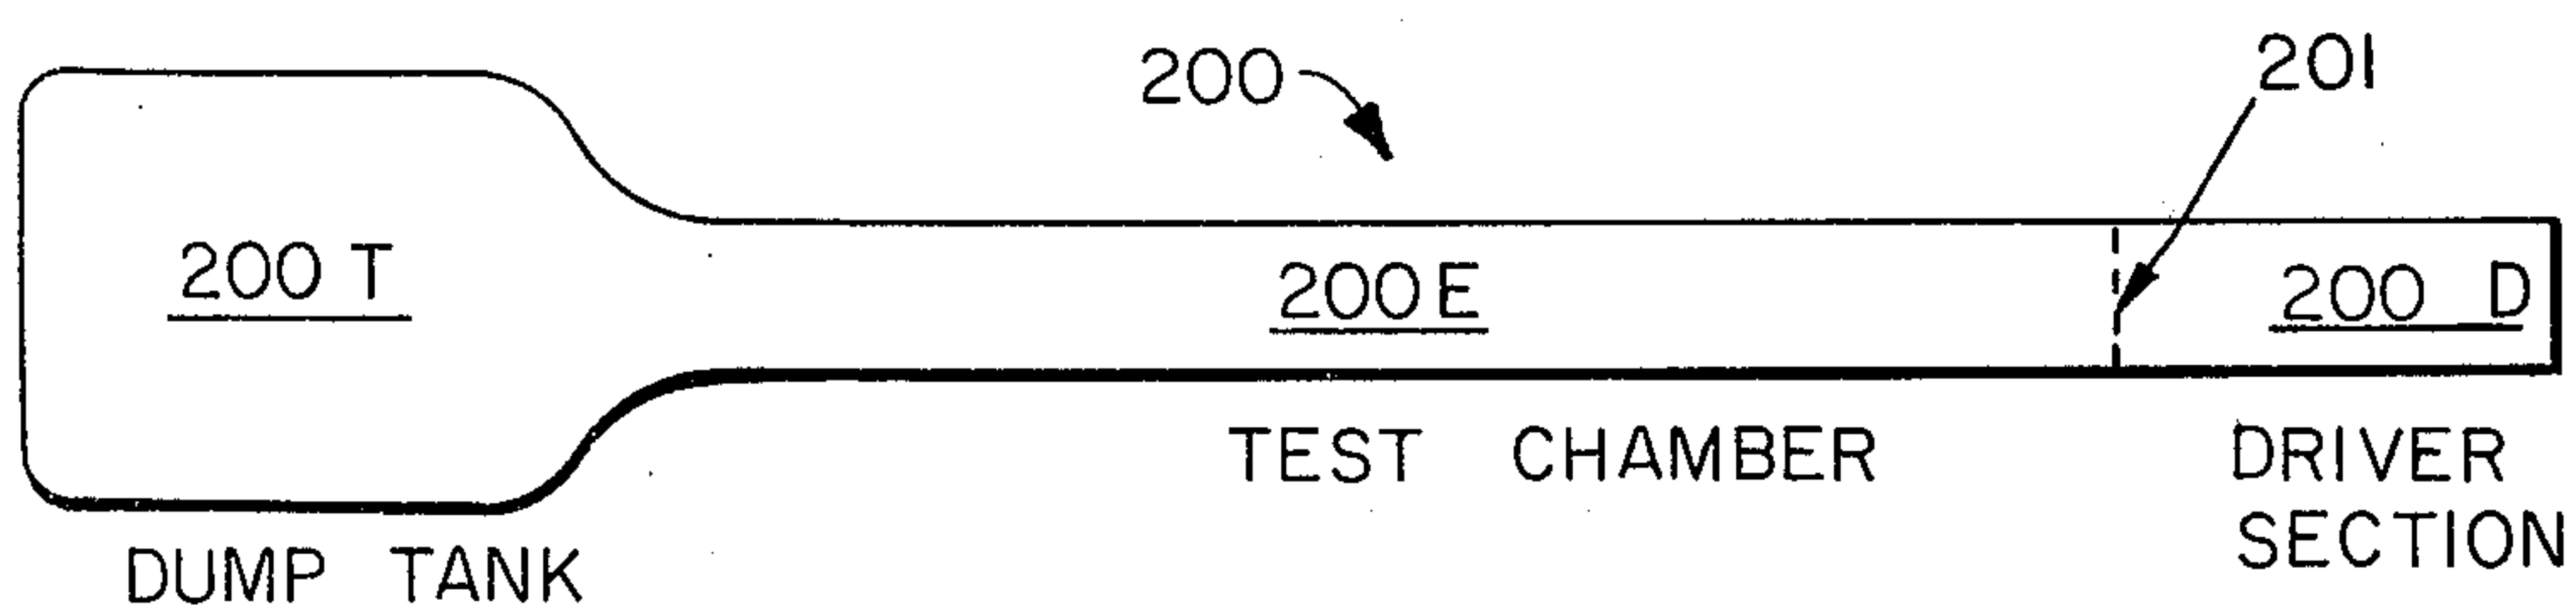 200
201
200 T
200 E
200 D
TEST CHAMBER
DRIVER
SECTION
DUMP TANK